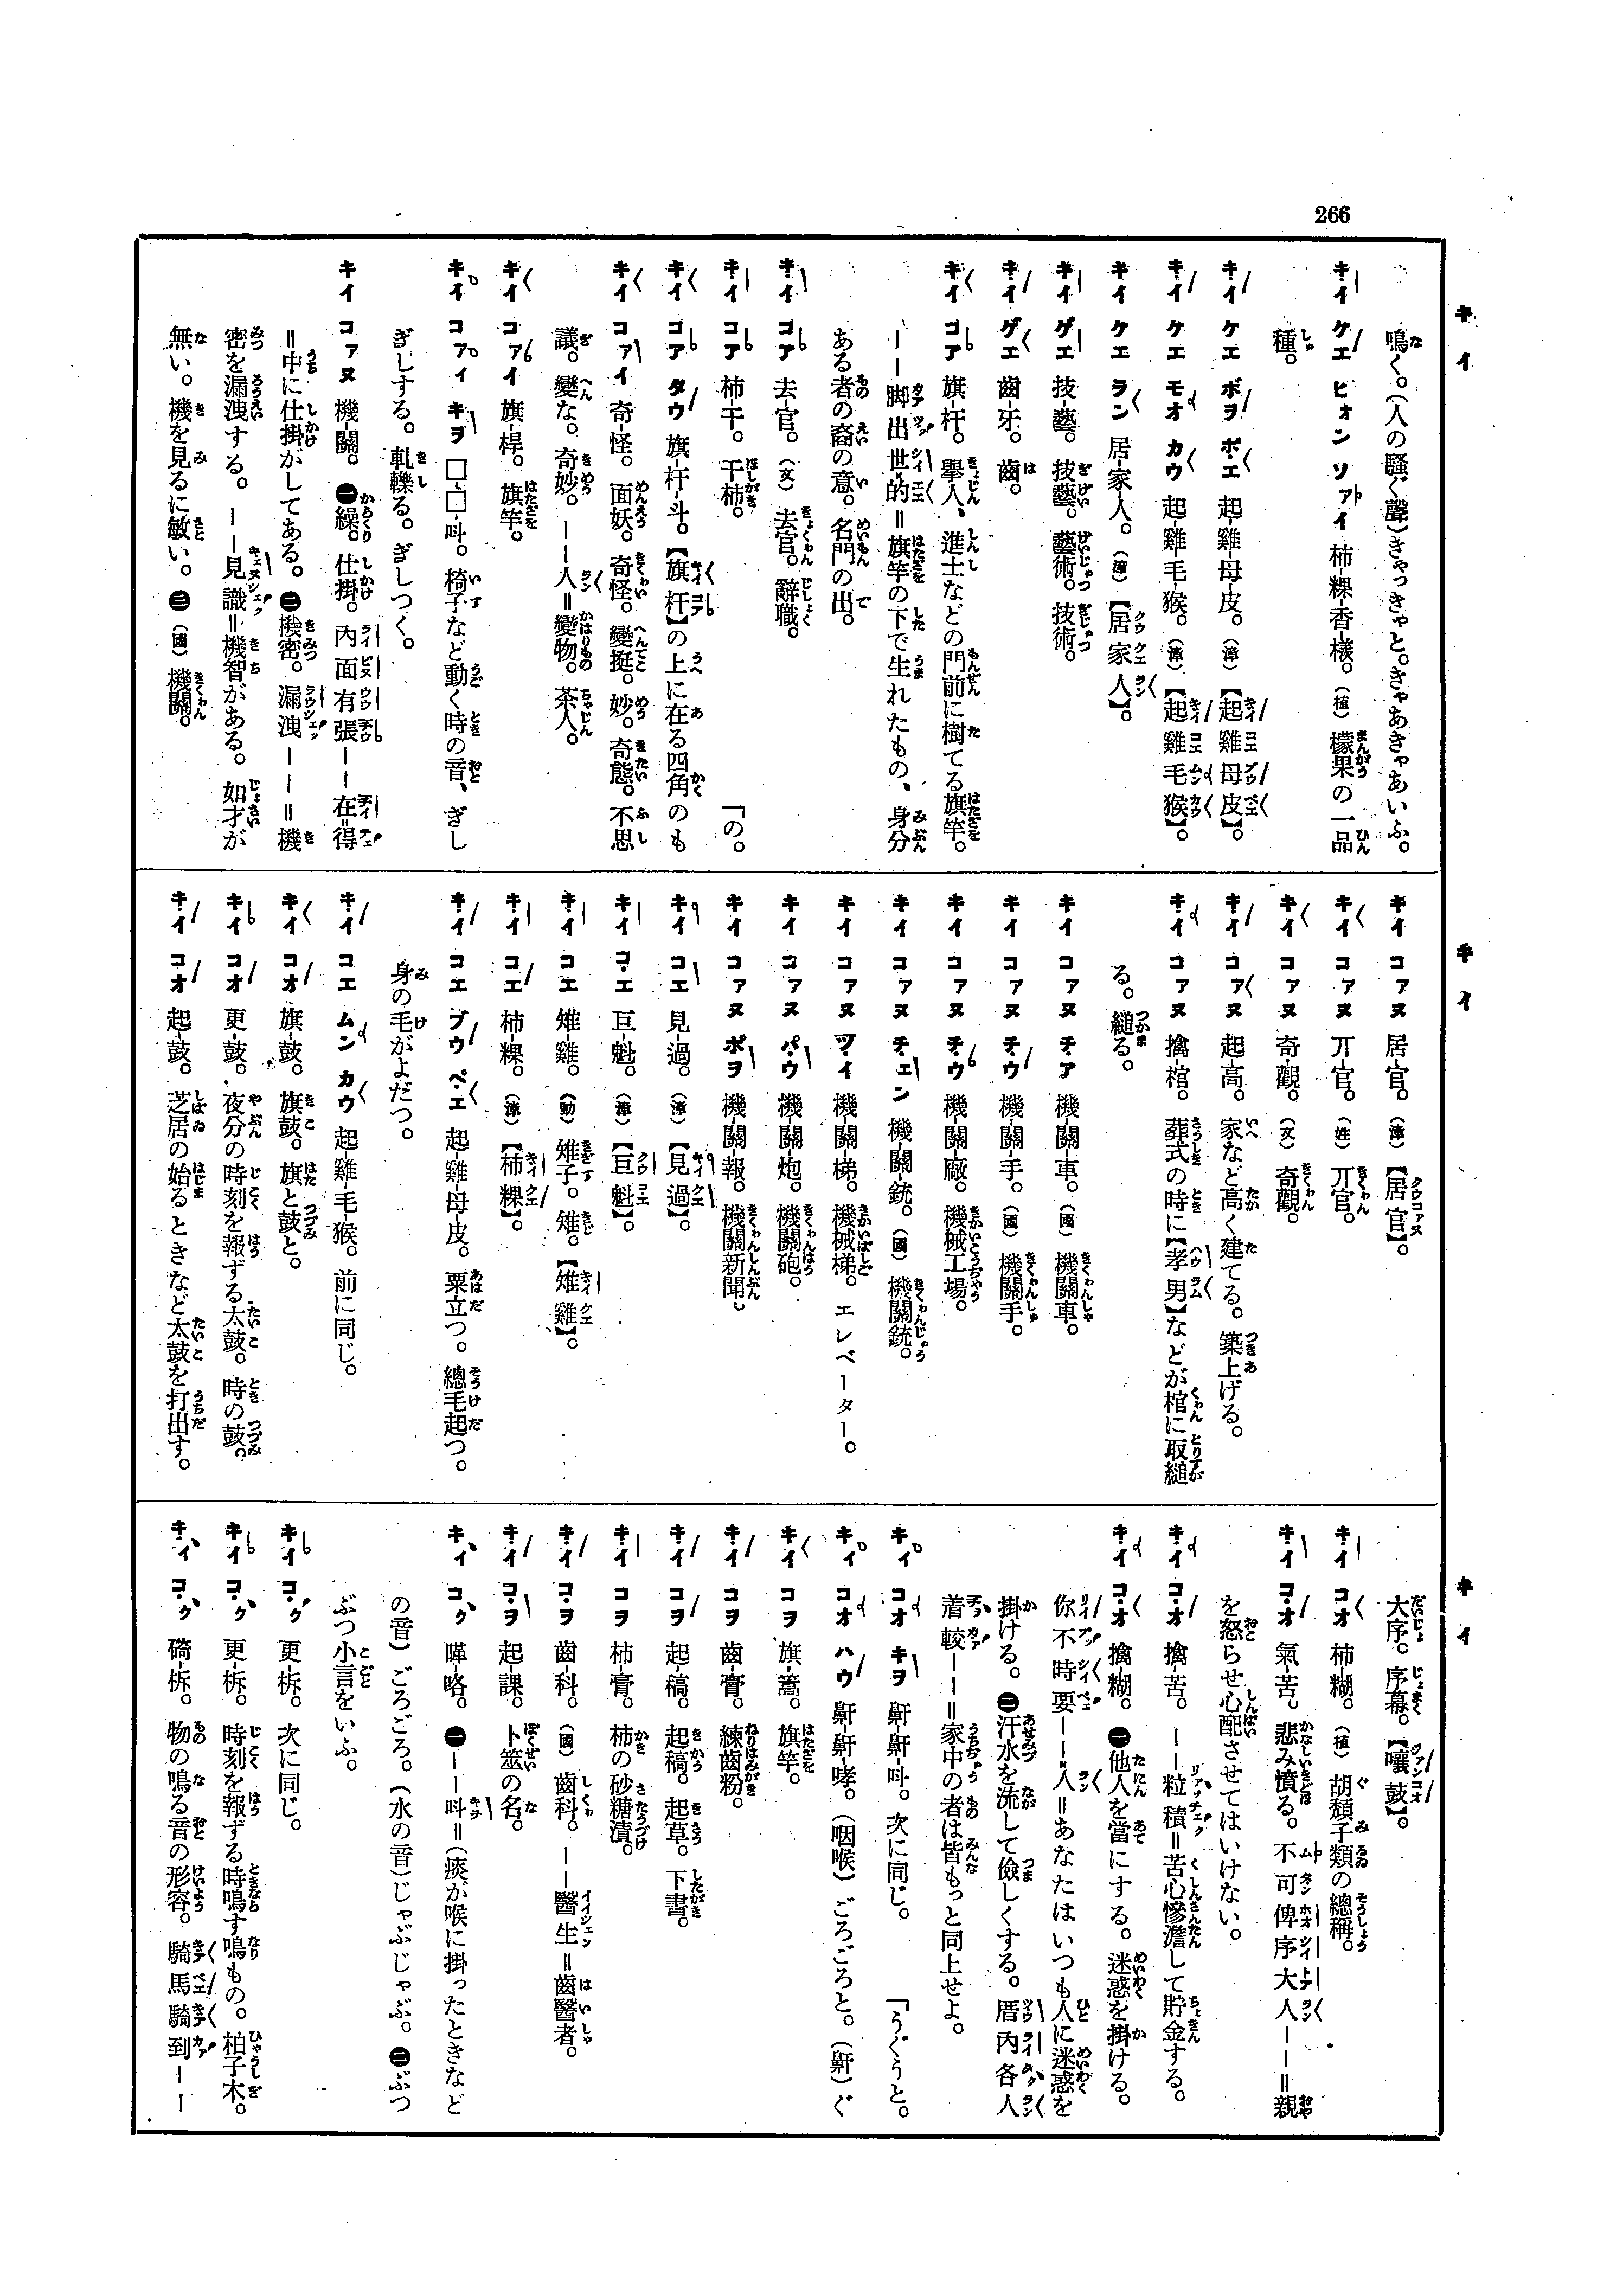 266
キイ
鳴く。(人の騷ぐ聲)きゃっきゃと。きゃあきゃあいふ。
キイ ケエ ヒォン ソァイ 柿-粿-香-樣。(植)檬果の一品
種。
キイ ケエ ボヲ ポエ 起-雞-母-皮。(漳)【起雞母皮】。
キイ ケエ モオ カウ 起-雞-毛-猴。(漳)【起雞毛猴】。
キイ ケエ ラン 居-家-人。(漳)【居家人】。
キイ ゲエ 技-藝。技藝。藝術。技術。
キイ ゲエ 齒-牙。齒。
キイ コア 旗-杆。擧人、進士などの門前に樹てる旗竿。
ーー脚出世的=旗竿の下で生れたもの、身分
ある者の裔の意。名門の出。
キイ コア 去-官。(文)去官。辭職。
キイ コア 柿-干。干柿。 「の。
キイ コア タウ 旗-杆-斗。【旗杆】の上に在る四角のも
キイ コァイ 奇-怪。面妖。奇怪。變挺。妙。奇態。不思
議。變な。奇妙。ーー人=變物。茶人。
キイ コァイ 旗-桿。旗竿。
キイ コァイ キヲ □-□-呌。椅子など動く時の音、ぎし
ぎしする。軋轢る。ぎしつく。
キイ コァヌ 機-關。㊀繰。仕掛。內面有張ーー在得
=中に仕掛がしてある。㊁機密。漏洩ーー=機
密を漏洩する。ーー見識=機智がある。如才が
無い。機を見るに敏い。㊂(國)機關。
キイ
キイ コァヌ 居-官。(漳)【居官】。
キイ コァヌ 丌-官。(姓)丌官。
キイ コァヌ 奇-觀。(文)奇觀。
キイ コァヌ 起-高。家など高く建てる。築上げる。
キイ コァヌ 擒-棺。葬式の時に【孝男】などが棺に取縋
る。縋る。
キイ コァヌ チア 機-關-車。(國)機關車。
キイ コァヌ チウ 機-關-手。(國)機關手。
キイ コァヌ チウ 機-關-廠。機械工場。
キイ コァヌ チェン 機-關-銃。(國)機關銃。
キイ コァヌ ツイ 機-關-梯。機械梯。エレベーター。
キイ コァヌ パウ 機-關-炮。機關砲。
キイ コァヌ ポヲ 機-關-報。機關新聞。
キイ コエ 見-過。(漳)【見過】。
キイ コエ 巨-魁。(漳)【巨魁】。
キイ コエ 雉-雞。(動)雉子。雉。【雉雞】。
キイ コエ 柿-粿。(漳)【柿粿】。
キイ コエ ブウ ペエ 起-雞-母-皮。粟立つ。總毛起つ。
身の毛がよだつ。
キイ コエ ムン カウ 起-雞-毛-猴。前に同じ。
キイ コオ 旗-鼓。旗鼓。旗と鼓と。
キイ コオ 更-鼓。夜分の時刻を報ずる太鼓。時の鼓。
キイ コオ 起-鼓。芝居の始るときなど太鼓を打出す。
キイ
大序。序幕。【嚷鼓】。
キイ コオ 柿-糊。(植)胡頽子類の總稱。
キイ コオ 氣-苦。悲み憤る。不可俾序大人ーー=親
を怒らせ心配させてはいけない。
キイ コオ 擒-苦。ーー粒積=苦心慘澹して貯金する。
キイ コオ 擒-糊。㊀他人を當にする。迷惑を掛ける。
你不時要ーー人=あなたはいつも人に迷惑を
掛ける。㊁汗水を流して儉しくする。厝內各人
着較ーー=家中の者は皆もっと同上せよ。
キイ コオ キヲ 鼾-鼾-呌。次に同じ。 「うぐうと。
キイ コオ ハウ 鼾-鼾-哮。(咽喉)ごろごろと。(鼾)ぐ
キイ コヲ 旗-篙。旗竿。
キイ コヲ 齒-膏。練齒粉。
キイ コヲ 起-稿。起稿。起草。下書。
キイ コヲ 柿-膏。柿の砂糖漬。
キイ コヲ 齒-科。(國)齒科。ーー醫生=齒醫者。
キイ コヲ 起-課。卜筮の名。
キイ コク 嘩-咯。㊀ーー呌=(痰が喉に掛ったときなど
の音)ごろごろ。(水の音)じゃぶじゃぶ。㊁ぶつ
ぶつ小言をいふ。
キイ コク 更-柝。次に同じ。
キイ コク 更-柝。時刻を報ずる時鳴す鳴もの。柏子木。
キイ コク 碕-柝。物の鳴る音の形容。騎馬騎到ーー